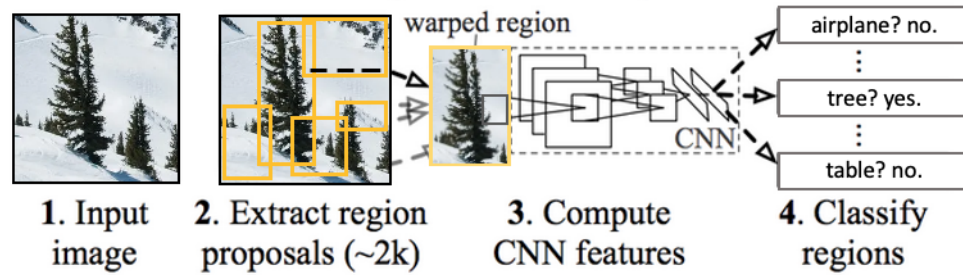 warped region
airplane? no.
⋮
tree? yes.
CNN
⋮
table? no.
1. Input
image
2. Extract region
proposals (~2k)
3. Compute
CNN features
4. Classify
regions